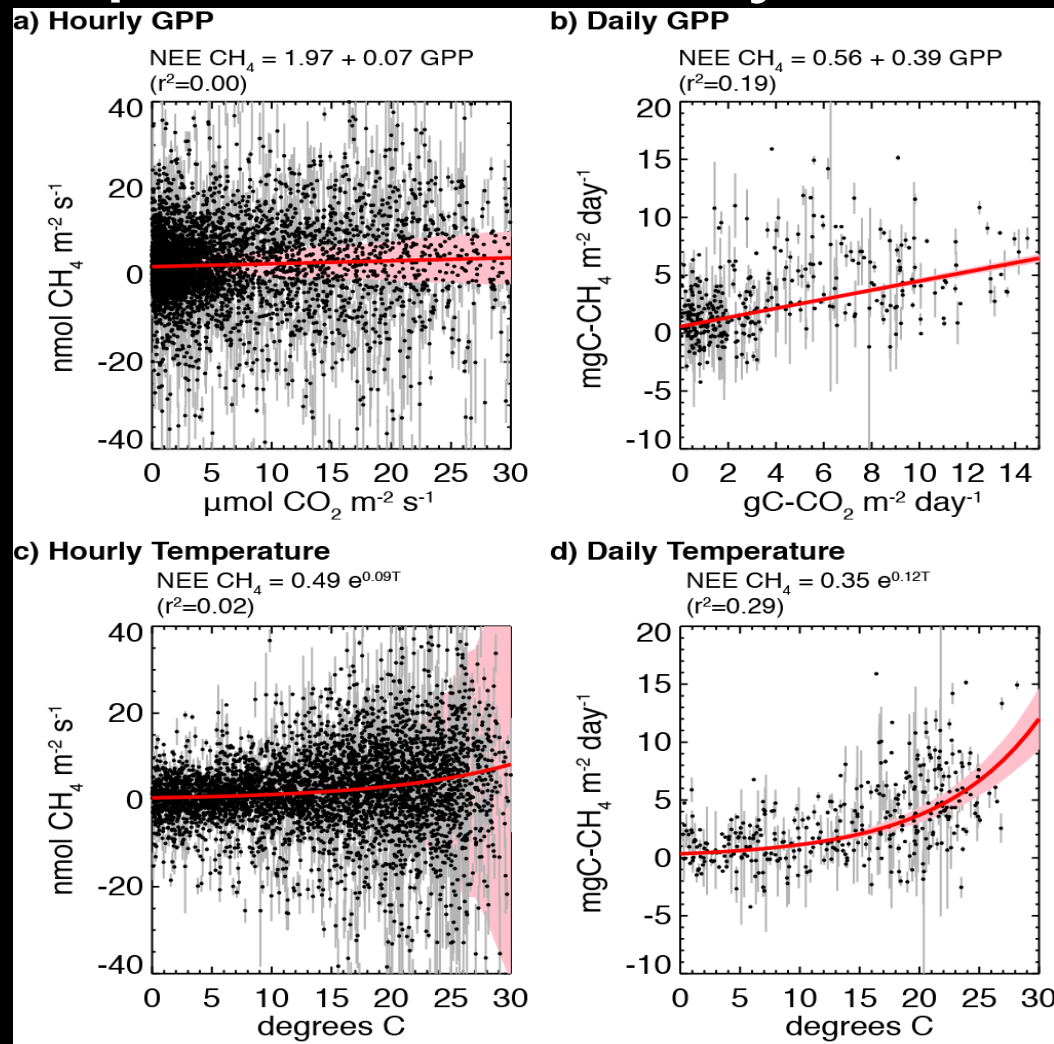 a) Hourly GPP
NEE CH₄ = 1.97 + 0.07 GPP
(r²=0.00)
40
20
0
-20
-40
nmol CH₄ m⁻² s⁻¹
0 5 10 15 20 25 30
μmol CO₂ m⁻² s⁻¹
b) Daily GPP
NEE CH₄ = 0.56 + 0.39 GPP
(r²=0.19)
20
15
10
5
0
-5
-10
mgC-CH₄ m⁻² day⁻¹
0 2 4 6 8 10 12 14
gC-CO₂ m⁻² day⁻¹
c) Hourly Temperature
NEE CH₄ = 0.49 e⁰·⁰⁹ᵀ
(r²=0.02)
40
20
0
-20
-40
nmol CH₄ m⁻² s⁻¹
0 5 10 15 20 25 30
degrees C
d) Daily Temperature
NEE CH₄ = 0.35 e⁰·¹²ᵀ
(r²=0.29)
20
15
10
5
0
-5
-10
mgC-CH₄ m⁻² day⁻¹
0 5 10 15 20 25 30
degrees C